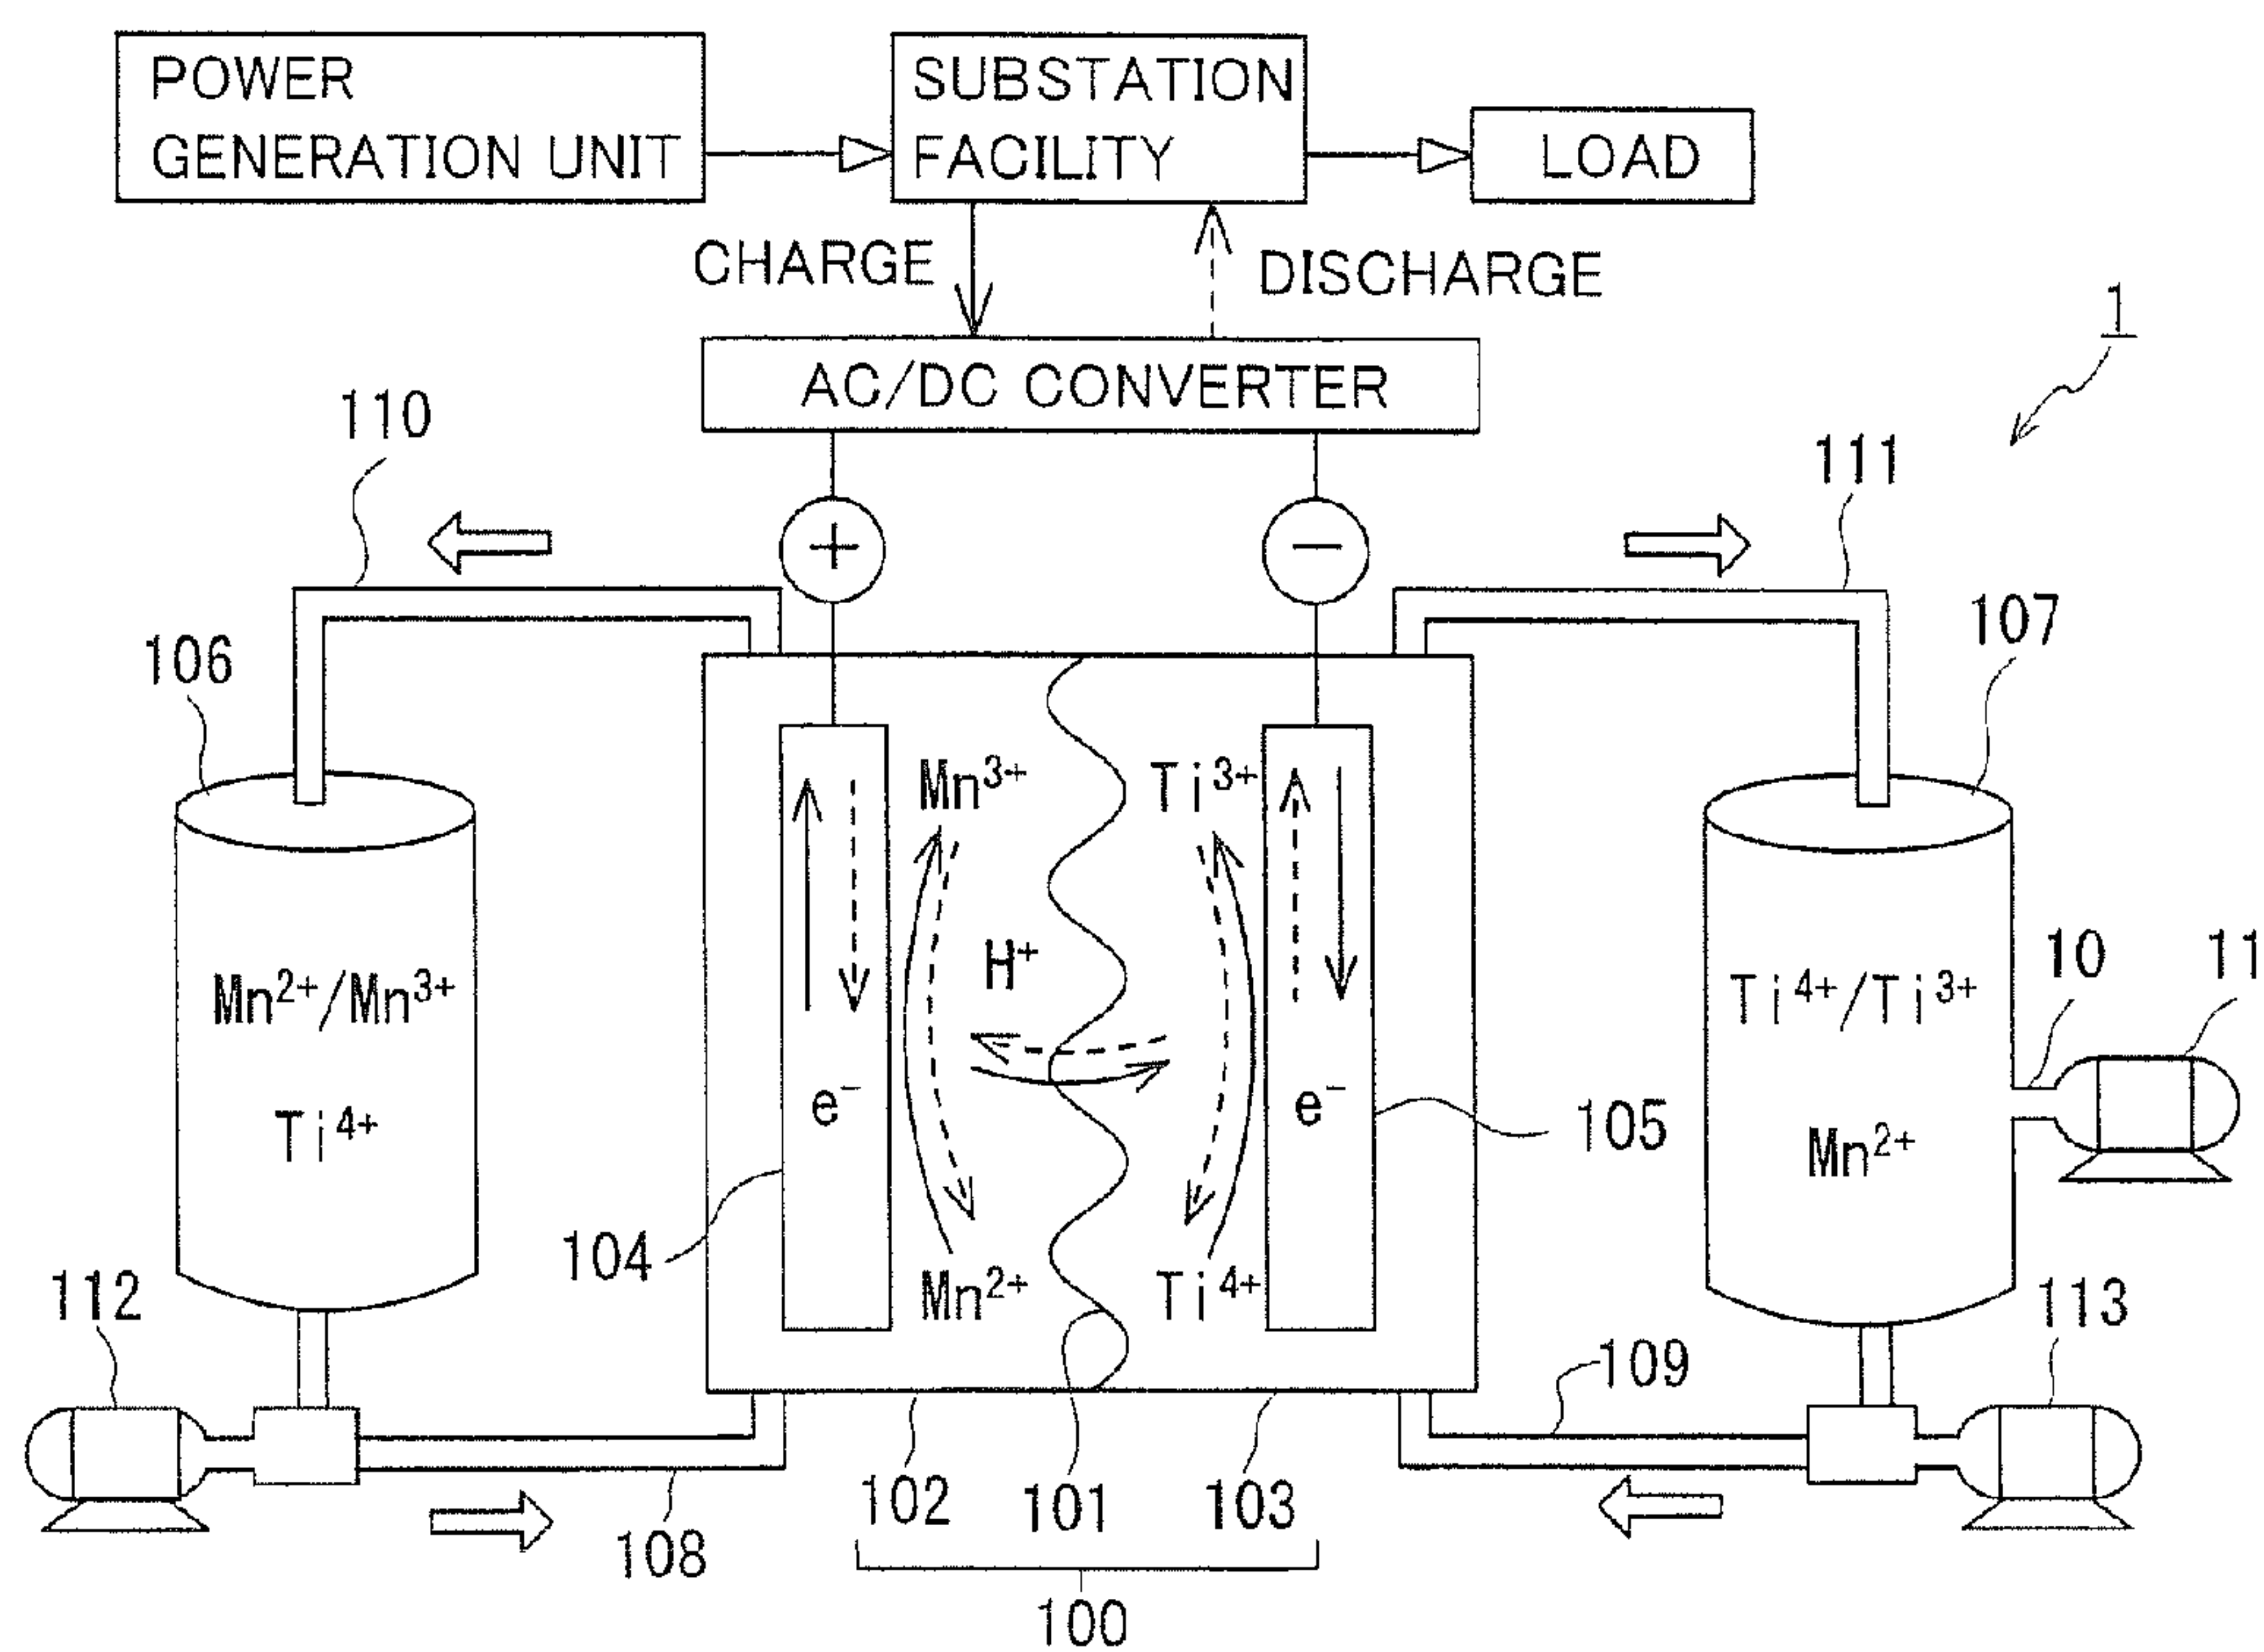 POWER
GENERATION UNIT
SUBSTATION
FACILITY
LOAD
CHARGE
DISCHARGE
1
AC/DC CONVERTER
110
111
+
−
106
107
Mn³⁺
Ti³⁺
H⁺
10
11
Mn²⁺/Mn³⁺
Ti⁴⁺/Ti³⁺
e⁻
e⁻
105
Ti⁴⁺
Mn²⁺
104
112
Mn²⁺
Ti⁴⁺
113
109
102
101
103
108
100